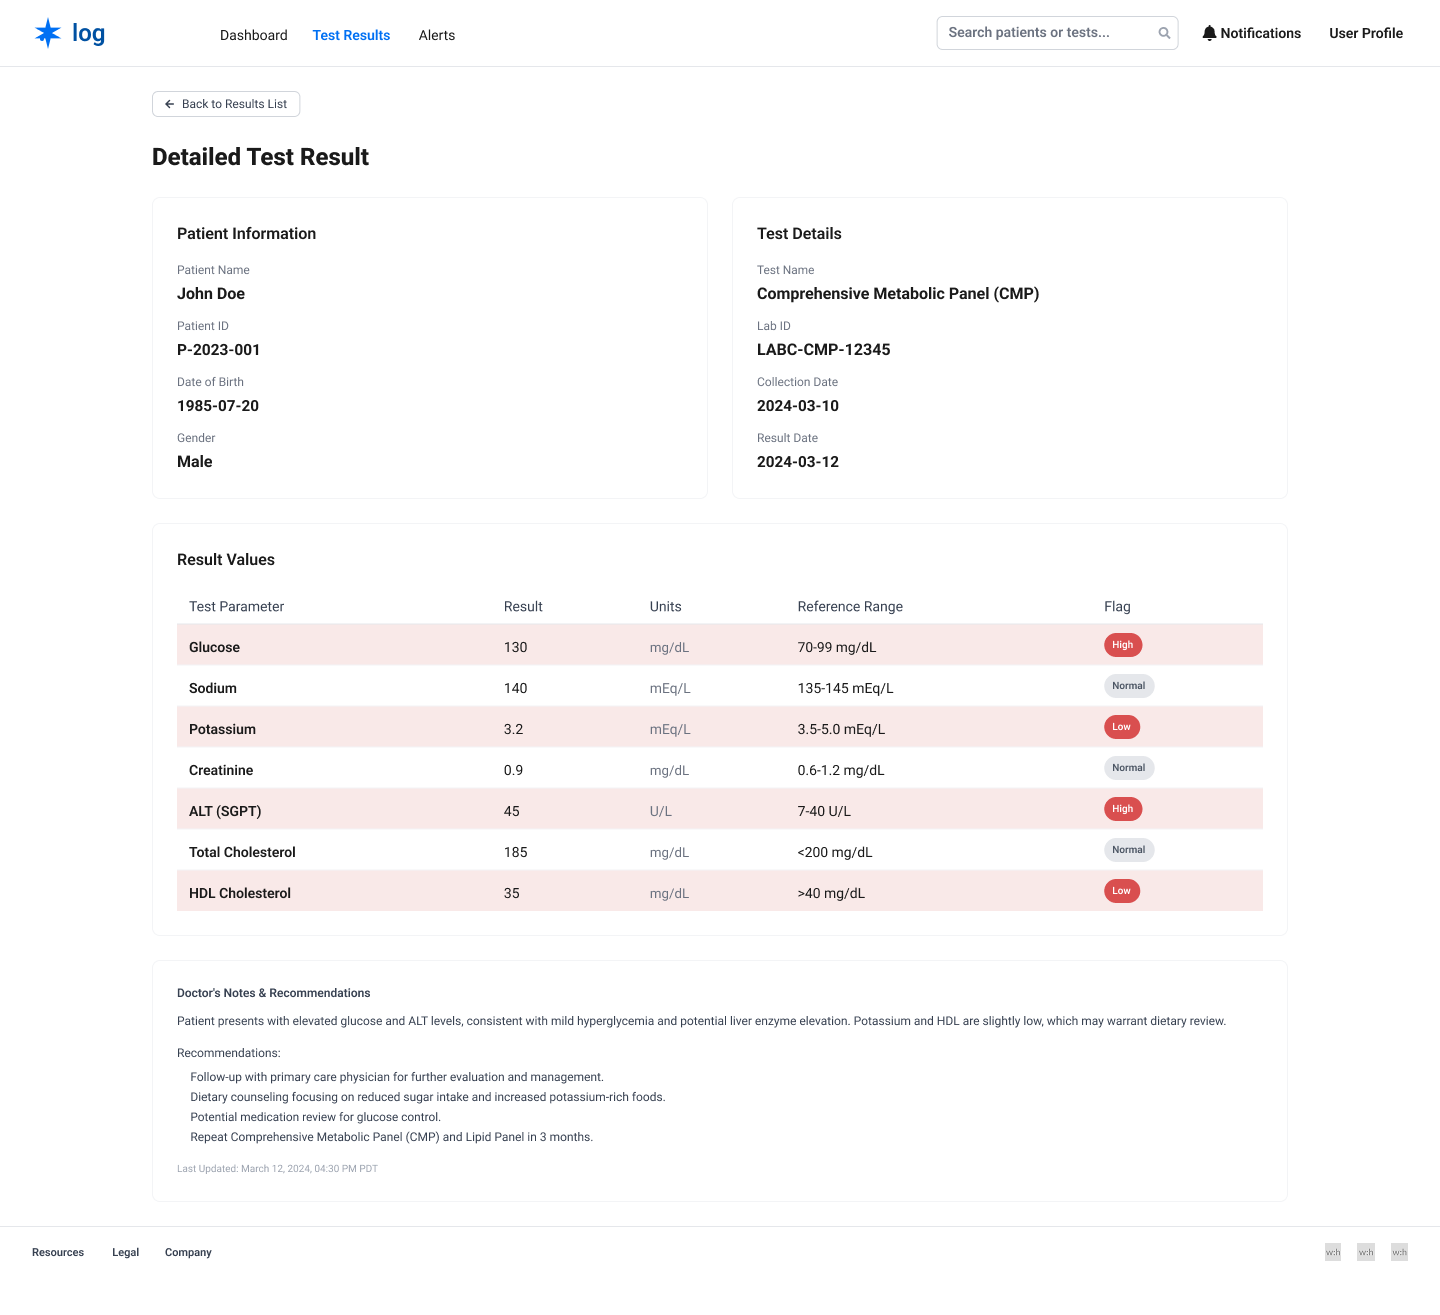 log
Dashboard Test Results Alerts
Search patients or tests...
Notifications User Profile
Back to Results List
Detailed Test Result
Patient Information
Patient Name
John Doe
Patient ID
P-2023-001
Date of Birth
1985-07-20
Gender
Male
Test Details
Test Name
Comprehensive Metabolic Panel (CMP)
Lab ID
LABC-CMP-12345
Collection Date
2024-03-10
Result Date
2024-03-12
Result Values
Test Parameter Result Units Reference Range Flag
Glucose 130 mg/dL 70-99 mg/dL High
Sodium 140 mEq/L 135-145 mEq/L Normal
Potassium 3.2 mEq/L 3.5-5.0 mEq/L Low
Creatinine 0.9 mg/dL 0.6-1.2 mg/dL Normal
ALT (SGPT) 45 U/L 7-40 U/L High
Total Cholesterol 185 mg/dL <200 mg/dL Normal
HDL Cholesterol 35 mg/dL >40 mg/dL Low
Doctor's Notes & Recommendations
Patient presents with elevated glucose and ALT levels, consistent with mild hyperglycemia and potential liver enzyme elevation. Potassium and HDL are slightly low, which may warrant dietary review.
Recommendations:
Follow-up with primary care physician for further evaluation and management.
Dietary counseling focusing on reduced sugar intake and increased potassium-rich foods.
Potential medication review for glucose control.
Repeat Comprehensive Metabolic Panel (CMP) and Lipid Panel in 3 months.
Last Updated: March 12, 2024, 04:30 PM PDT
Resources Legal Company
w:h w:h w:h